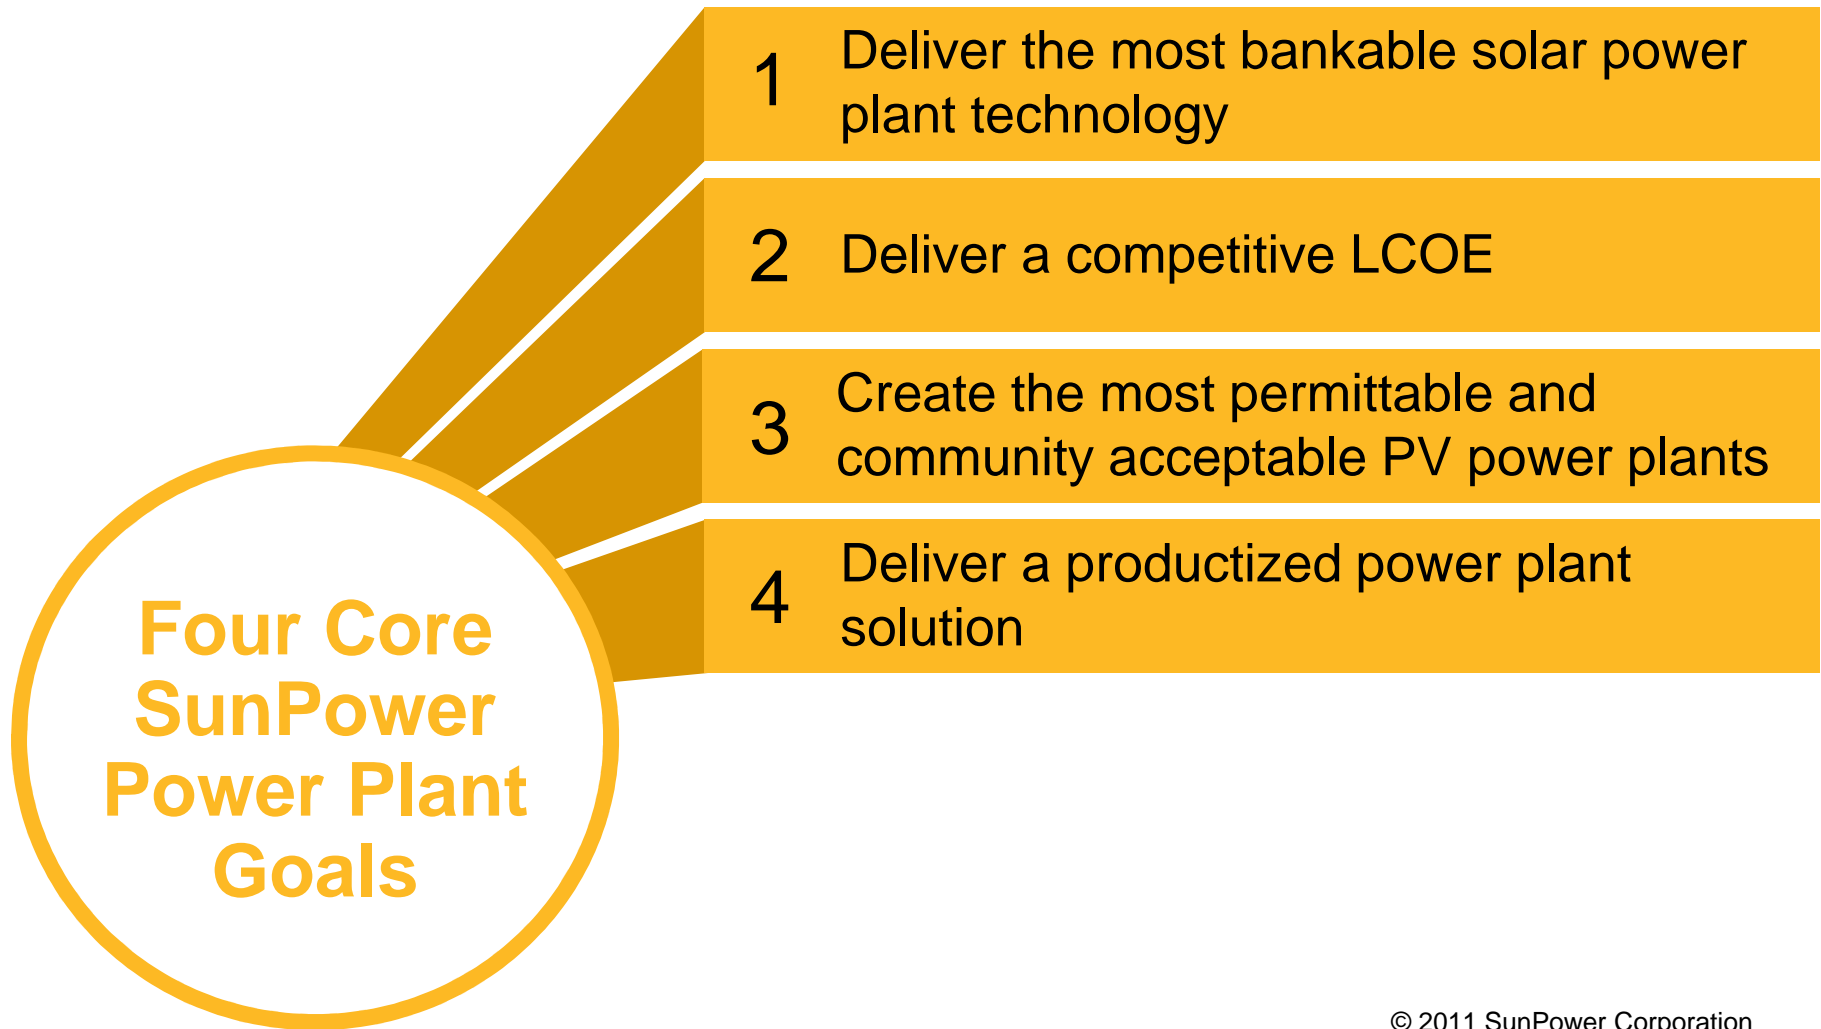 1
Deliver the most bankable solar power
plant technology
2
Deliver a competitive LCOE
3
Create the most permittable and
community acceptable PV power plants
4
Deliver a productized power plant
solution
Four Core
SunPower
Power Plant
Goals
© 2011 SunPower Corporation